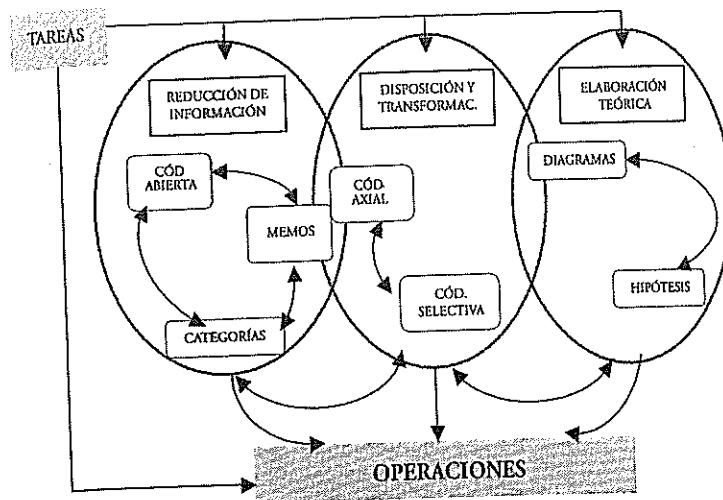 TAREAS
REDUCCIÓN DE
INFORMACIÓN
DISPOSICIÓN Y
TRANSFORMAC.
ELABORACIÓN
TEÓRICA
CÓD
ABIERTA
MEMOS
CATEGORÍAS
CÓD.
AXIAL
CÓD.
SELECTIVA
DIAGRAMAS
HIPÓTESIS
OPERACIONES